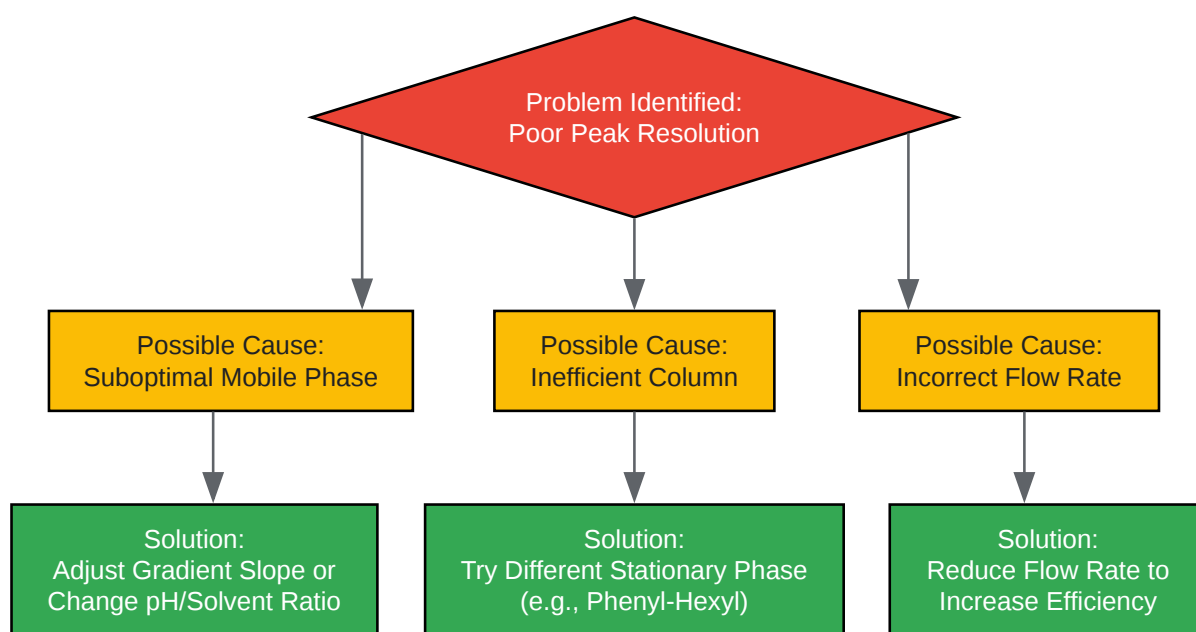 Problem Identified:
Poor Peak Resolution
Possible Cause:
Suboptimal Mobile Phase
Possible Cause:
Inefficient Column
Possible Cause:
Incorrect Flow Rate
Solution:
Adjust Gradient Slope or
Change pH/Solvent Ratio
Solution:
Try Different Stationary Phase
(e.g., Phenyl-Hexyl)
Solution:
Reduce Flow Rate to
Increase Efficiency